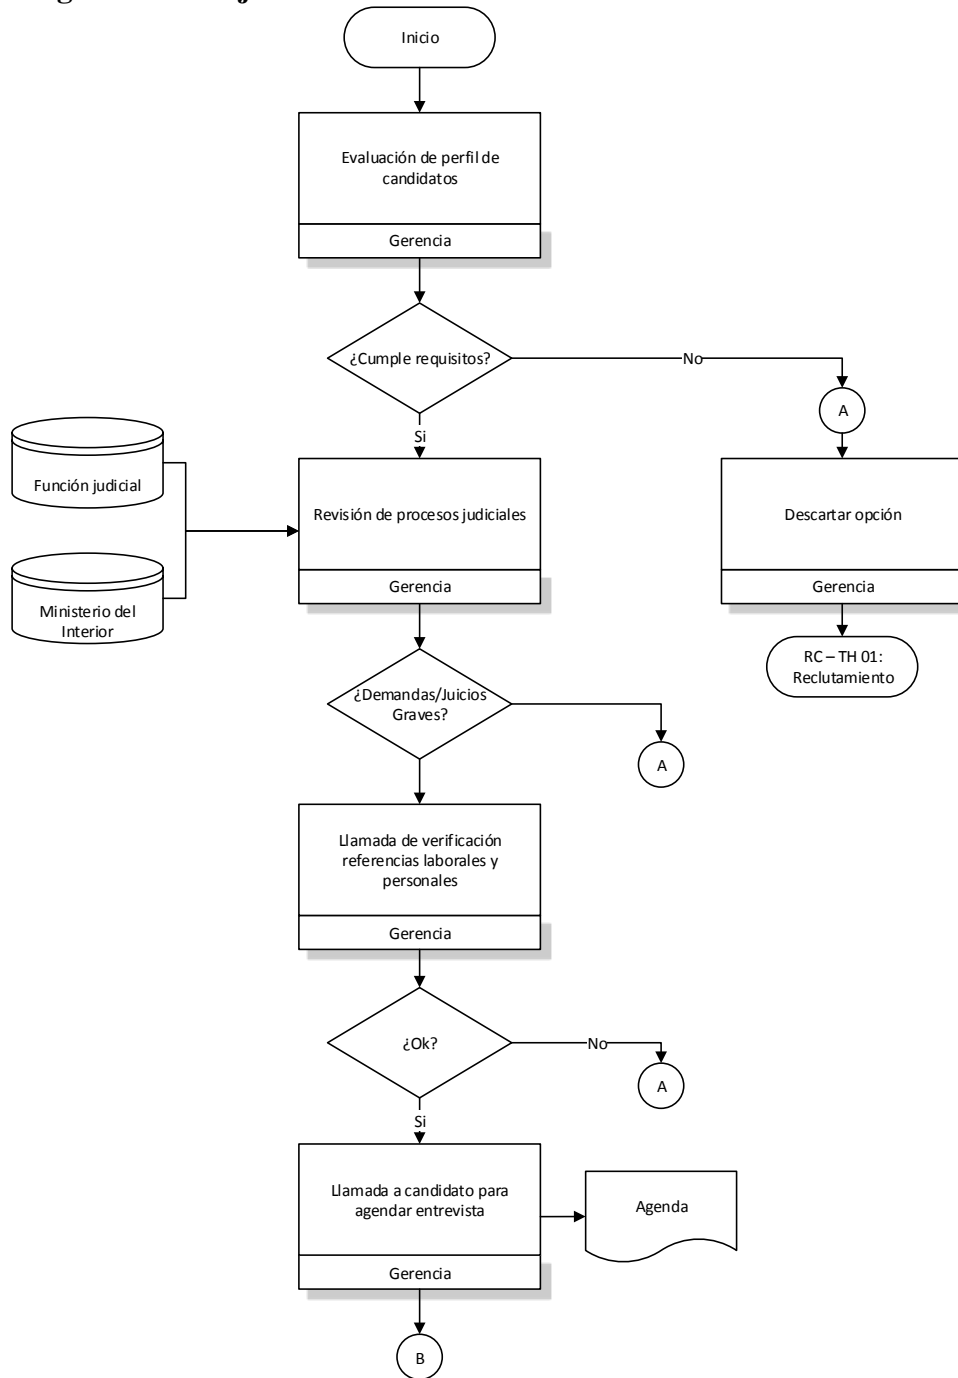 Inicio
Evaluación de perfil de
candidatos
Gerencia
¿Cumple requisitos?
No
A
Si
Función judicial
Revisión de procesos judiciales
Gerencia
Descartar opción
Gerencia
Ministerio del
Interior
RC – TH 01:
Reclutamiento
¿Demandas/Juicios
Graves?
A
Llamada de verificación
referencias laborales y
personales
Gerencia
¿Ok?
No
A
Si
Llamada a candidato para
agendar entrevista
Gerencia
Agenda
B